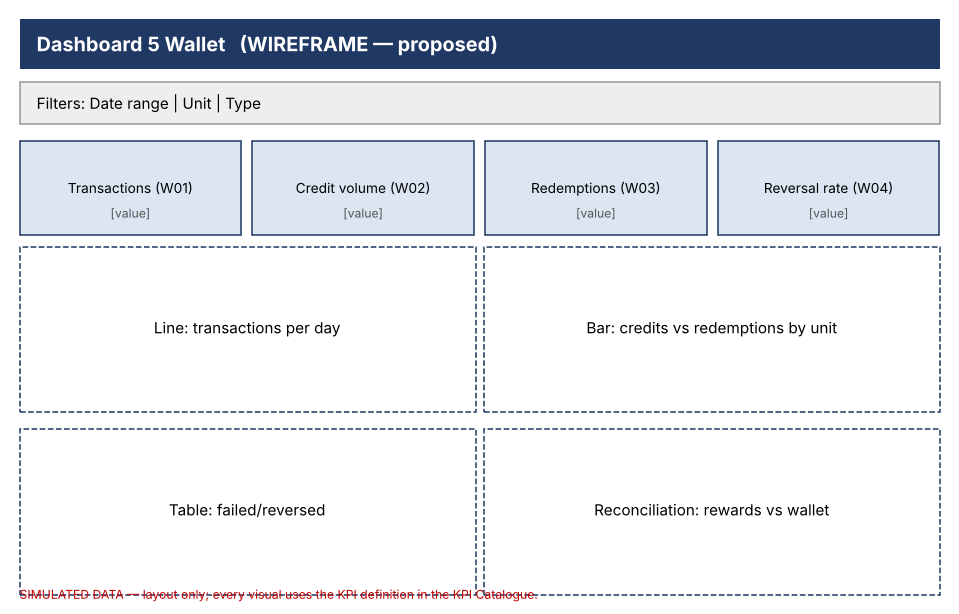 Dashboard 5 Wallet (WIREFRAME — proposed)
Filters: Date range | Unit | Type
Transactions (W01)
[value]
Credit volume (W02)
[value]
Redemptions (W03)
[value]
Reversal rate (W04)
[value]
Line: transactions per day
Bar: credits vs redemptions by unit
Table: failed/reversed
Reconciliation: rewards vs wallet
SIMULATED DATA — layout only; every visual uses the KPI definition in the KPI Catalogue.